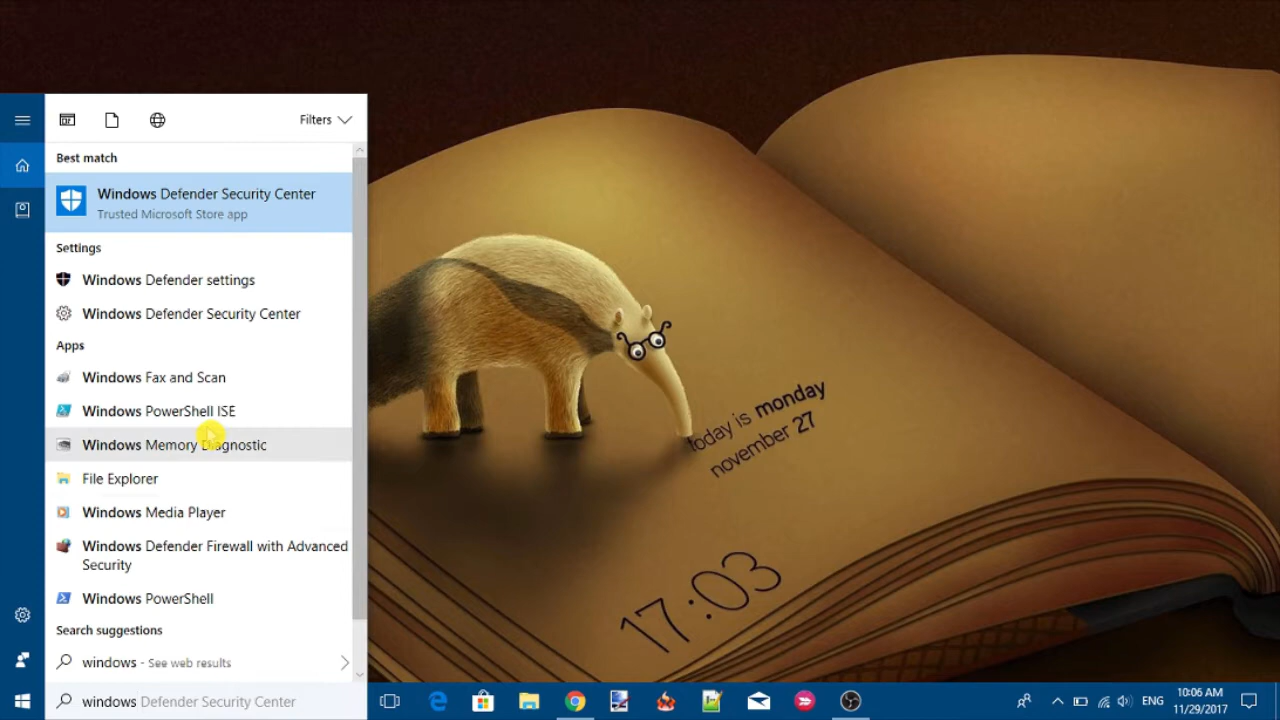 Filters
Best match
Windows Defender Security Center
Trusted Microsoft Store app
Settings
Windows Defender settings
Windows Defender Security Center
Apps
Windows Fax and Scan
Windows PowerShell ISE
Windows Memory Diagnostic
File Explorer
Windows Media Player
Windows Defender Firewall with Advanced
Security
Windows PowerShell
Search suggestions
windows - See web results
windows Defender Security Center
today is monday
november 27
17:03
ENG
10:06 AM
11/29/2017